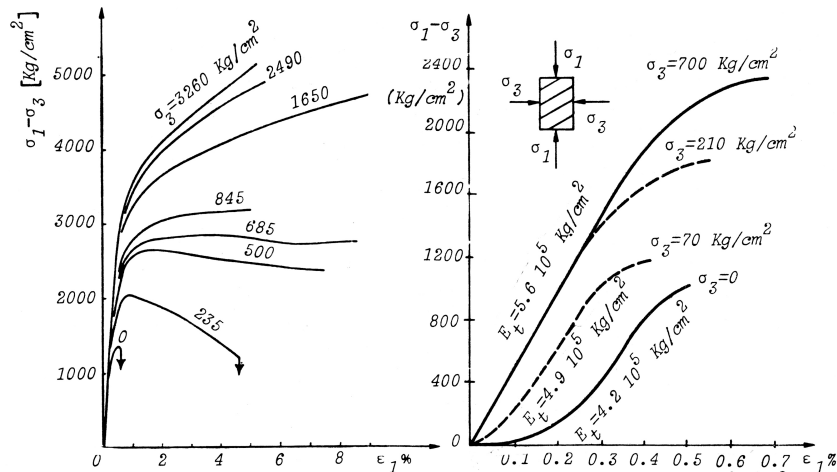 σ1-σ3 [Kg/cm2]
5000
4000
3000
2000
1000
0
2
4
6
8
ε1%
σ3=3260 Kg/cm2
2490
1650
845
685
500
235
0
σ1-σ3
2400
(Kg/cm2)
2000
1600
1200
800
400
0
0.1
0.2
0.3
0.4
0.5
0.6
0.7
ε1%
σ1
σ3
σ3
σ1
σ3=700 Kg/cm2
σ3=210 Kg/cm2
σ3=70 Kg/cm2
σ3=0
Et=5.6 105 Kg/cm2
Et=4.9 105 Kg/cm2
Et=4.2 105 Kg/cm2